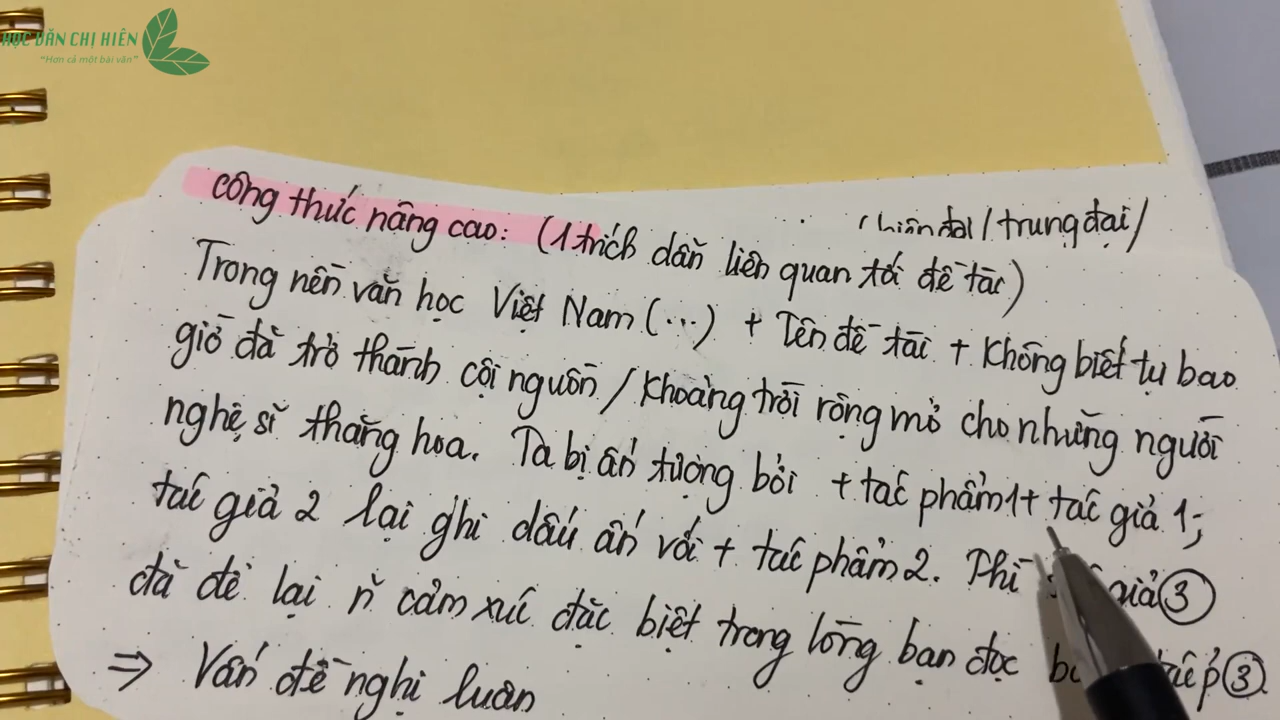 HỌC VĂN CHỊ HIÊN
"Hơn cả một bài văn"
công thức nâng cao: (1 trích dẫn liên quan tới đề tài)
hiện đại / trung đại /
Trong nền văn học Việt Nam (...) + Tên đề tài + Không biết tự bao
giờ đã trở thành cội nguồn / khoảng trời rộng mở cho những người
nghệ sĩ thăng hoa. Ta bị ấn tượng bởi + tác phẩm 1 + tác giả 1;
tác giả 2 lại ghi dấu ấn với + tác phẩm 2. Thì giả ③
đã để lại ~ cảm xúc đặc biệt trong lòng bạn đọc ③
⇒ Vấn đề nghị luận